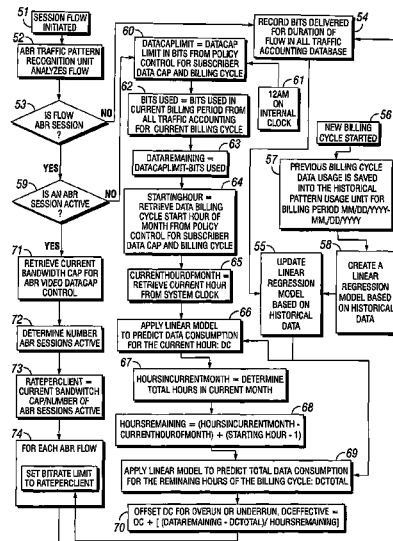 51
SESSION FLOW
INITIATED
52
ABR TRAFFIC PATTERN
RECOGNITION UNIT
ANALYZES FLOW
53
IS FLOW
ABR SESSION
?
NO
YES
59
IS AN ABR
SESSION ACTIVE
?
NO
YES
71
RETRIEVE CURRENT
BANDWIDTH CAP FOR
ABR VIDEO DATACAP
CONTROL
72
DETERMINE NUMBER
ABR SESSIONS ACTIVE
73
RATEPERCLIENT =
CURRENT BANDWITCH
CAP/NUMBER OF
ABR SESSIONS ACTIVE
74
FOR EACH ABR FLOW
SET BITRATE LIMIT
TO RATEPERCLIENT
60
DATACAPLIMIT = DATACAP
LIMIT IN BITS FROM POLICY
CONTROL FOR SUBSCRIBER
DATA CAP AND BILLING CYCLE
61
12AM ON
INTERNAL
CLOCK
62
BITS USED = BITS USED IN
CURRENT BILLING PERIOD FROM
ALL TRAFFIC ACCOUNTING
FOR CURRENT BILLING CYCLE
63
DATAREMAINING =
DATACAPLIMIT-BITS USED
64
STARTINGHOUR =
RETRIEVE DATA BILLING
CYCLE START HOUR OF
MONTH FROM POLICY
CONTROL FOR SUBSCRIBER
DATA CAP AND BILLING CYCLE
65
CURRENTHOUROFMONTH =
RETRIEVE CURRENT HOUR
FROM SYSTEM CLOCK
66
APPLY LINEAR MODEL
TO PREDICT DATA CONSUMPTION
FOR THE CURRENT HOUR: DC
67
HOURSINCURRENTMONTH = DETERMINE
TOTAL HOURS IN CURRENT MONTH
68
HOURSREMAINING = (HOURSINCURRENTMONTH -
CURRENTHOUROFMONTH) + (STARTING HOUR - 1)
69
APPLY LINEAR MODEL TO PREDICT TOTAL DATA CONSUMPTION
FOR THE REMAINING HOURS OF THE BILLING CYCLE: DCTOTAL
70
OFFSET DC FOR OVERUN OR UNDERRUN, DCEFFECTIVE =
DC + [ (DATAREMAINING - DCTOTAL)/ HOURSREMAINING]
54
RECORD BITS DELIVERED
FOR DURATION OF
FLOW IN ALL TRAFFIC
ACCOUNTING DATABASE
56
NEW BILLING
CYCLE STARTED
57
PREVIOUS BILLING CYCLE
DATA USAGE IS SAVED
INTO THE HISTORICAL
PATTERN USAGE UNIT FOR
BILLING PERIOD MM/DD/YYYY-
MM,/DD/YYYY
55
UPDATE
LINEAR
REGRESSION
MODEL
BASED ON
HISTORICAL
DATA
58
CREATE A
LINEAR
REGRESSION
MODEL BASED
ON HISTORICAL
DATA